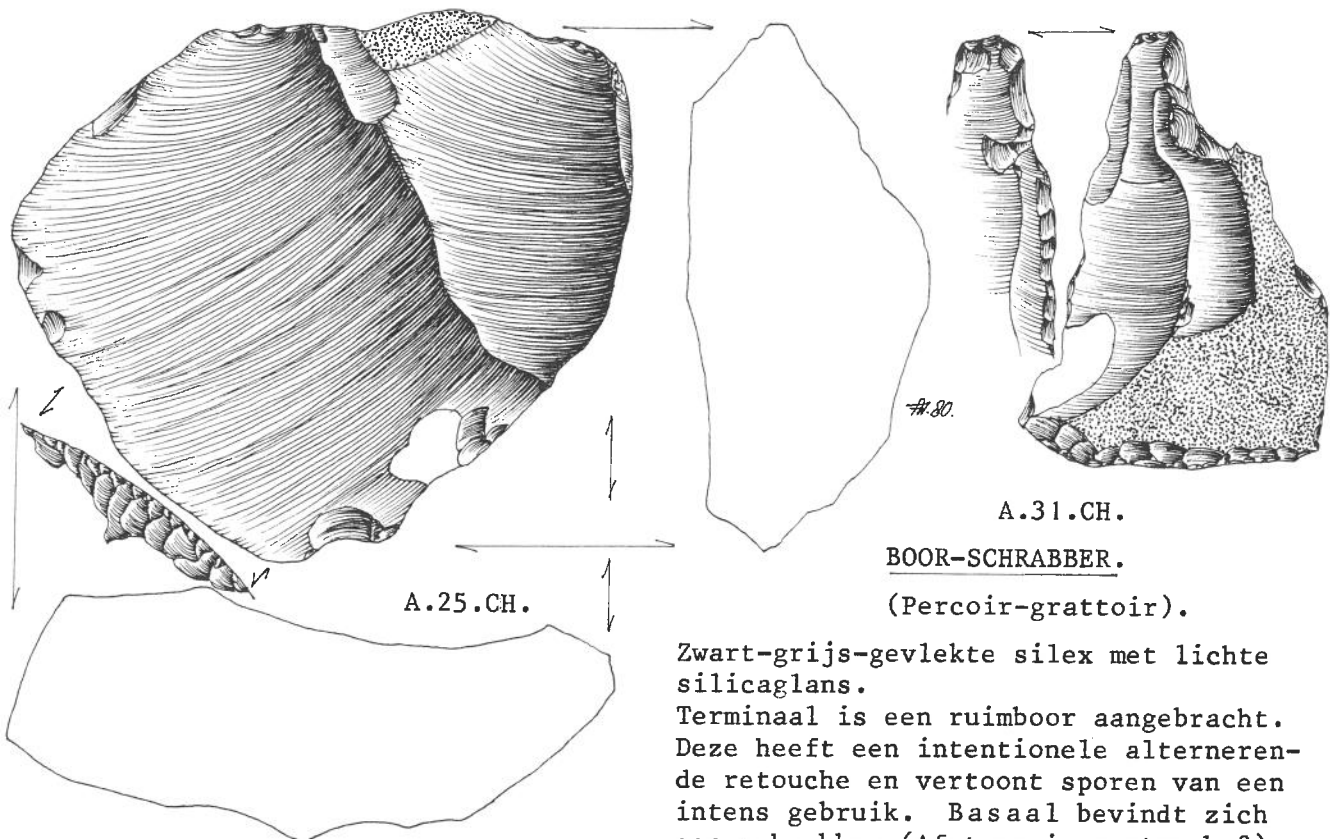 A.25.CH.
A.31.CH.
BOOR-SCHRABBER.
(Percoir-grattoir).
Zwart-grijs-gevlekte silex met lichte
silicaglans.
Terminaal is een ruimboor aangebracht.
Deze heeft een intentionele alterneren-
de retouche en vertoont sporen van een
intens gebruik. Basaal bevindt zich